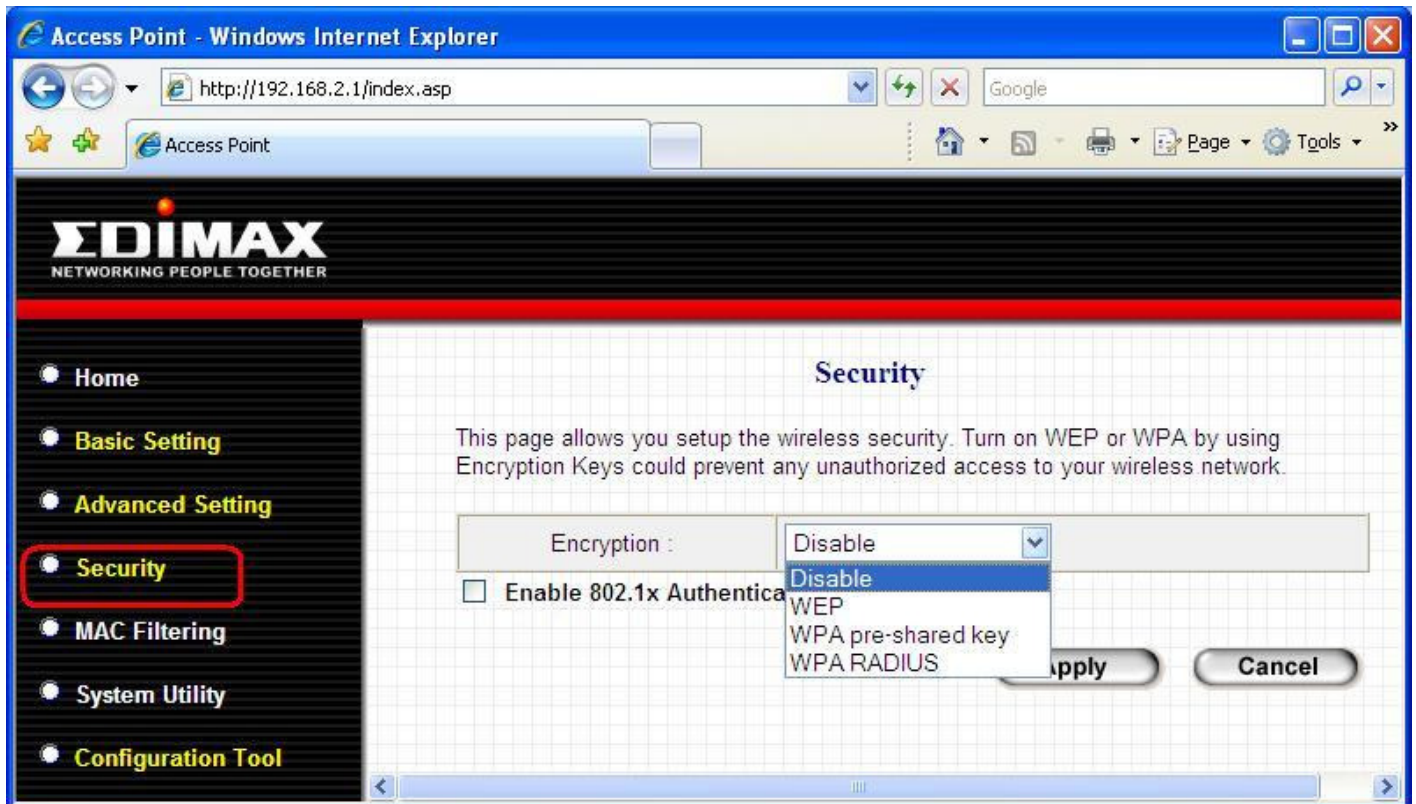 Access Point - Windows Internet Explorer
http://192.168.2.1/index.asp
Google
Access Point
Page
Tools
EDIMAX
NETWORKING PEOPLE TOGETHER
Home
Basic Setting
Advanced Setting
Security
MAC Filtering
System Utility
Configuration Tool
Security
This page allows you setup the wireless security. Turn on WEP or WPA by using
Encryption Keys could prevent any unauthorized access to your wireless network.
Encryption : Disable
Disable
WEP
WPA pre-shared key
WPA RADIUS
Enable 802.1x Authentica
pply
Cancel